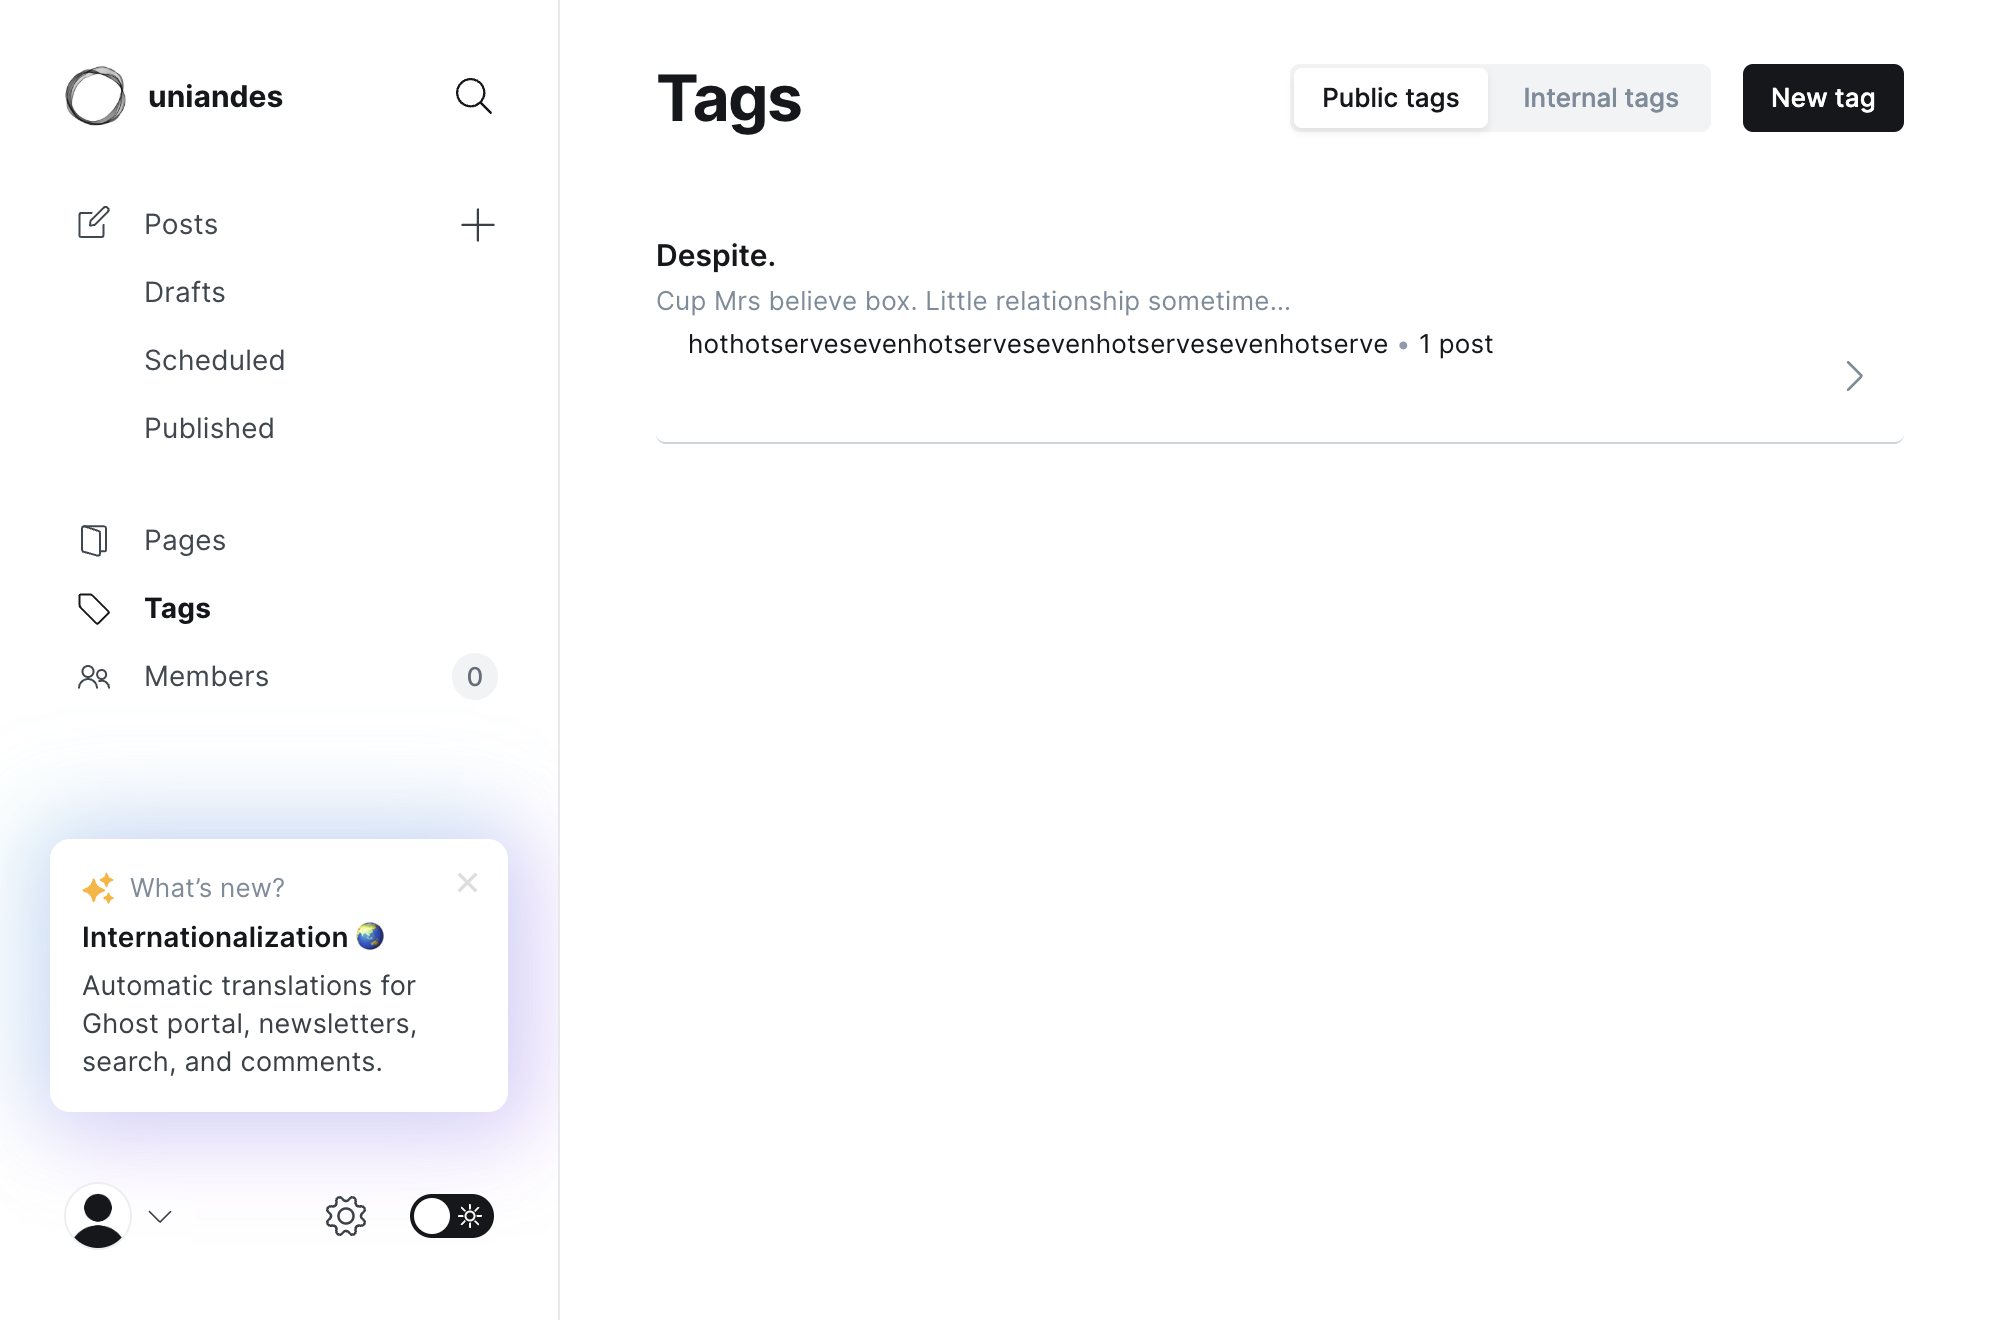 uniandes
Posts
Drafts
Scheduled
Published
Pages
Tags
Members
0
What’s new?
Internationalization
Automatic translations for
Ghost portal, newsletters,
search, and comments.
Tags
Public tags
Internal tags
New tag
Despite.
Cup Mrs believe box. Little relationship sometime...
hothotservesevenhotservesevenhotservesevenhotserve • 1 post